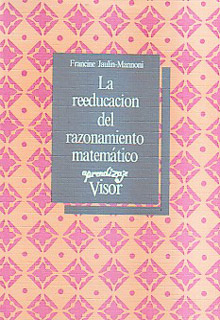 Francine Jaulin-Mannoni
La
reeducacion
del
razonamiento
matemático
aprendizaje
Visor